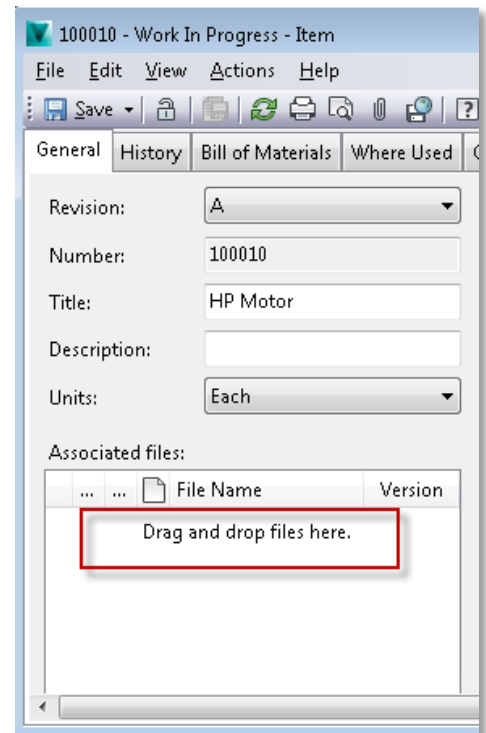 100010 - Work In Progress - Item
File Edit View Actions Help
Save
General History Bill of Materials Where Used
Revision: A
Number: 100010
Title: HP Motor
Description:
Units: Each
Associated files:
... ... File Name Version
Drag and drop files here.